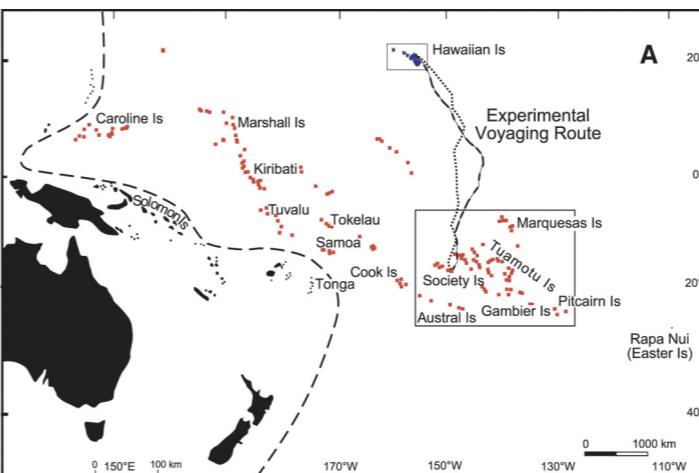 Hawaiian Is
A
20
Caroline Is
Marshall Is
Experimental
Voyaging Route
Kiribati
0
Solomon Is
Tuvalu
Tokelau
Marquesas Is
Samoa
Tuamotu Is
Cook Is
Society Is
Tonga
20°
Pitcairn Is
Gambier Is
Austral Is
Rapa Nui
(Easter Is)
40
0 1000 km
0 150°E 100 km
170°W
150°W
130°W
110°W